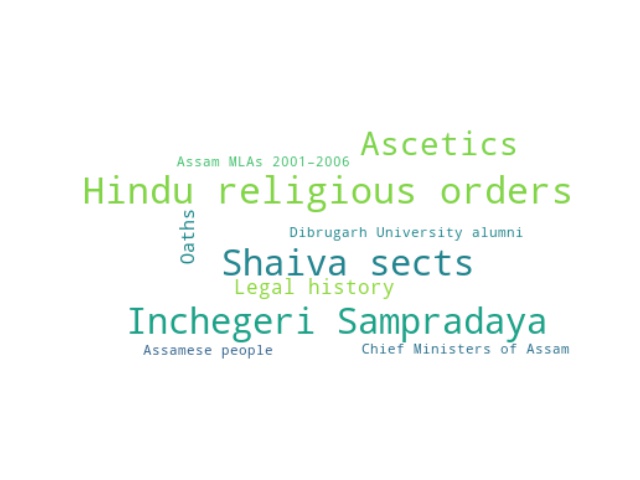 Ascetics
Assam MLAs 2001–2006
Hindu religious orders
Oaths
Dibrugarh University alumni
Shaiva sects
Legal history
Inchegeri Sampradaya
Assamese people
Chief Ministers of Assam